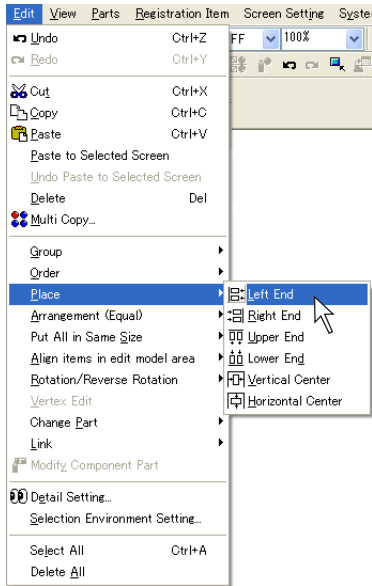 Edit View Parts Registration Item Screen Setting Syste
Undo Ctrl+Z
FF 100%
Redo Ctrl+Y
Cut Ctrl+X
Copy Ctrl+C
Paste Ctrl+V
Paste to Selected Screen
Undo Paste to Selected Screen
Delete Del
Multi Copy...
Group
Order
Place
Left End
Arrangement (Equal)
Right End
Put All in Same Size
Upper End
Align items in edit model area
Lower End
Rotation/Reverse Rotation
Vertical Center
Vertex Edit
Horizontal Center
Change Part
Link
Modify Component Part
Detail Setting...
Selection Environment Setting...
Select All Ctrl+A
Delete All